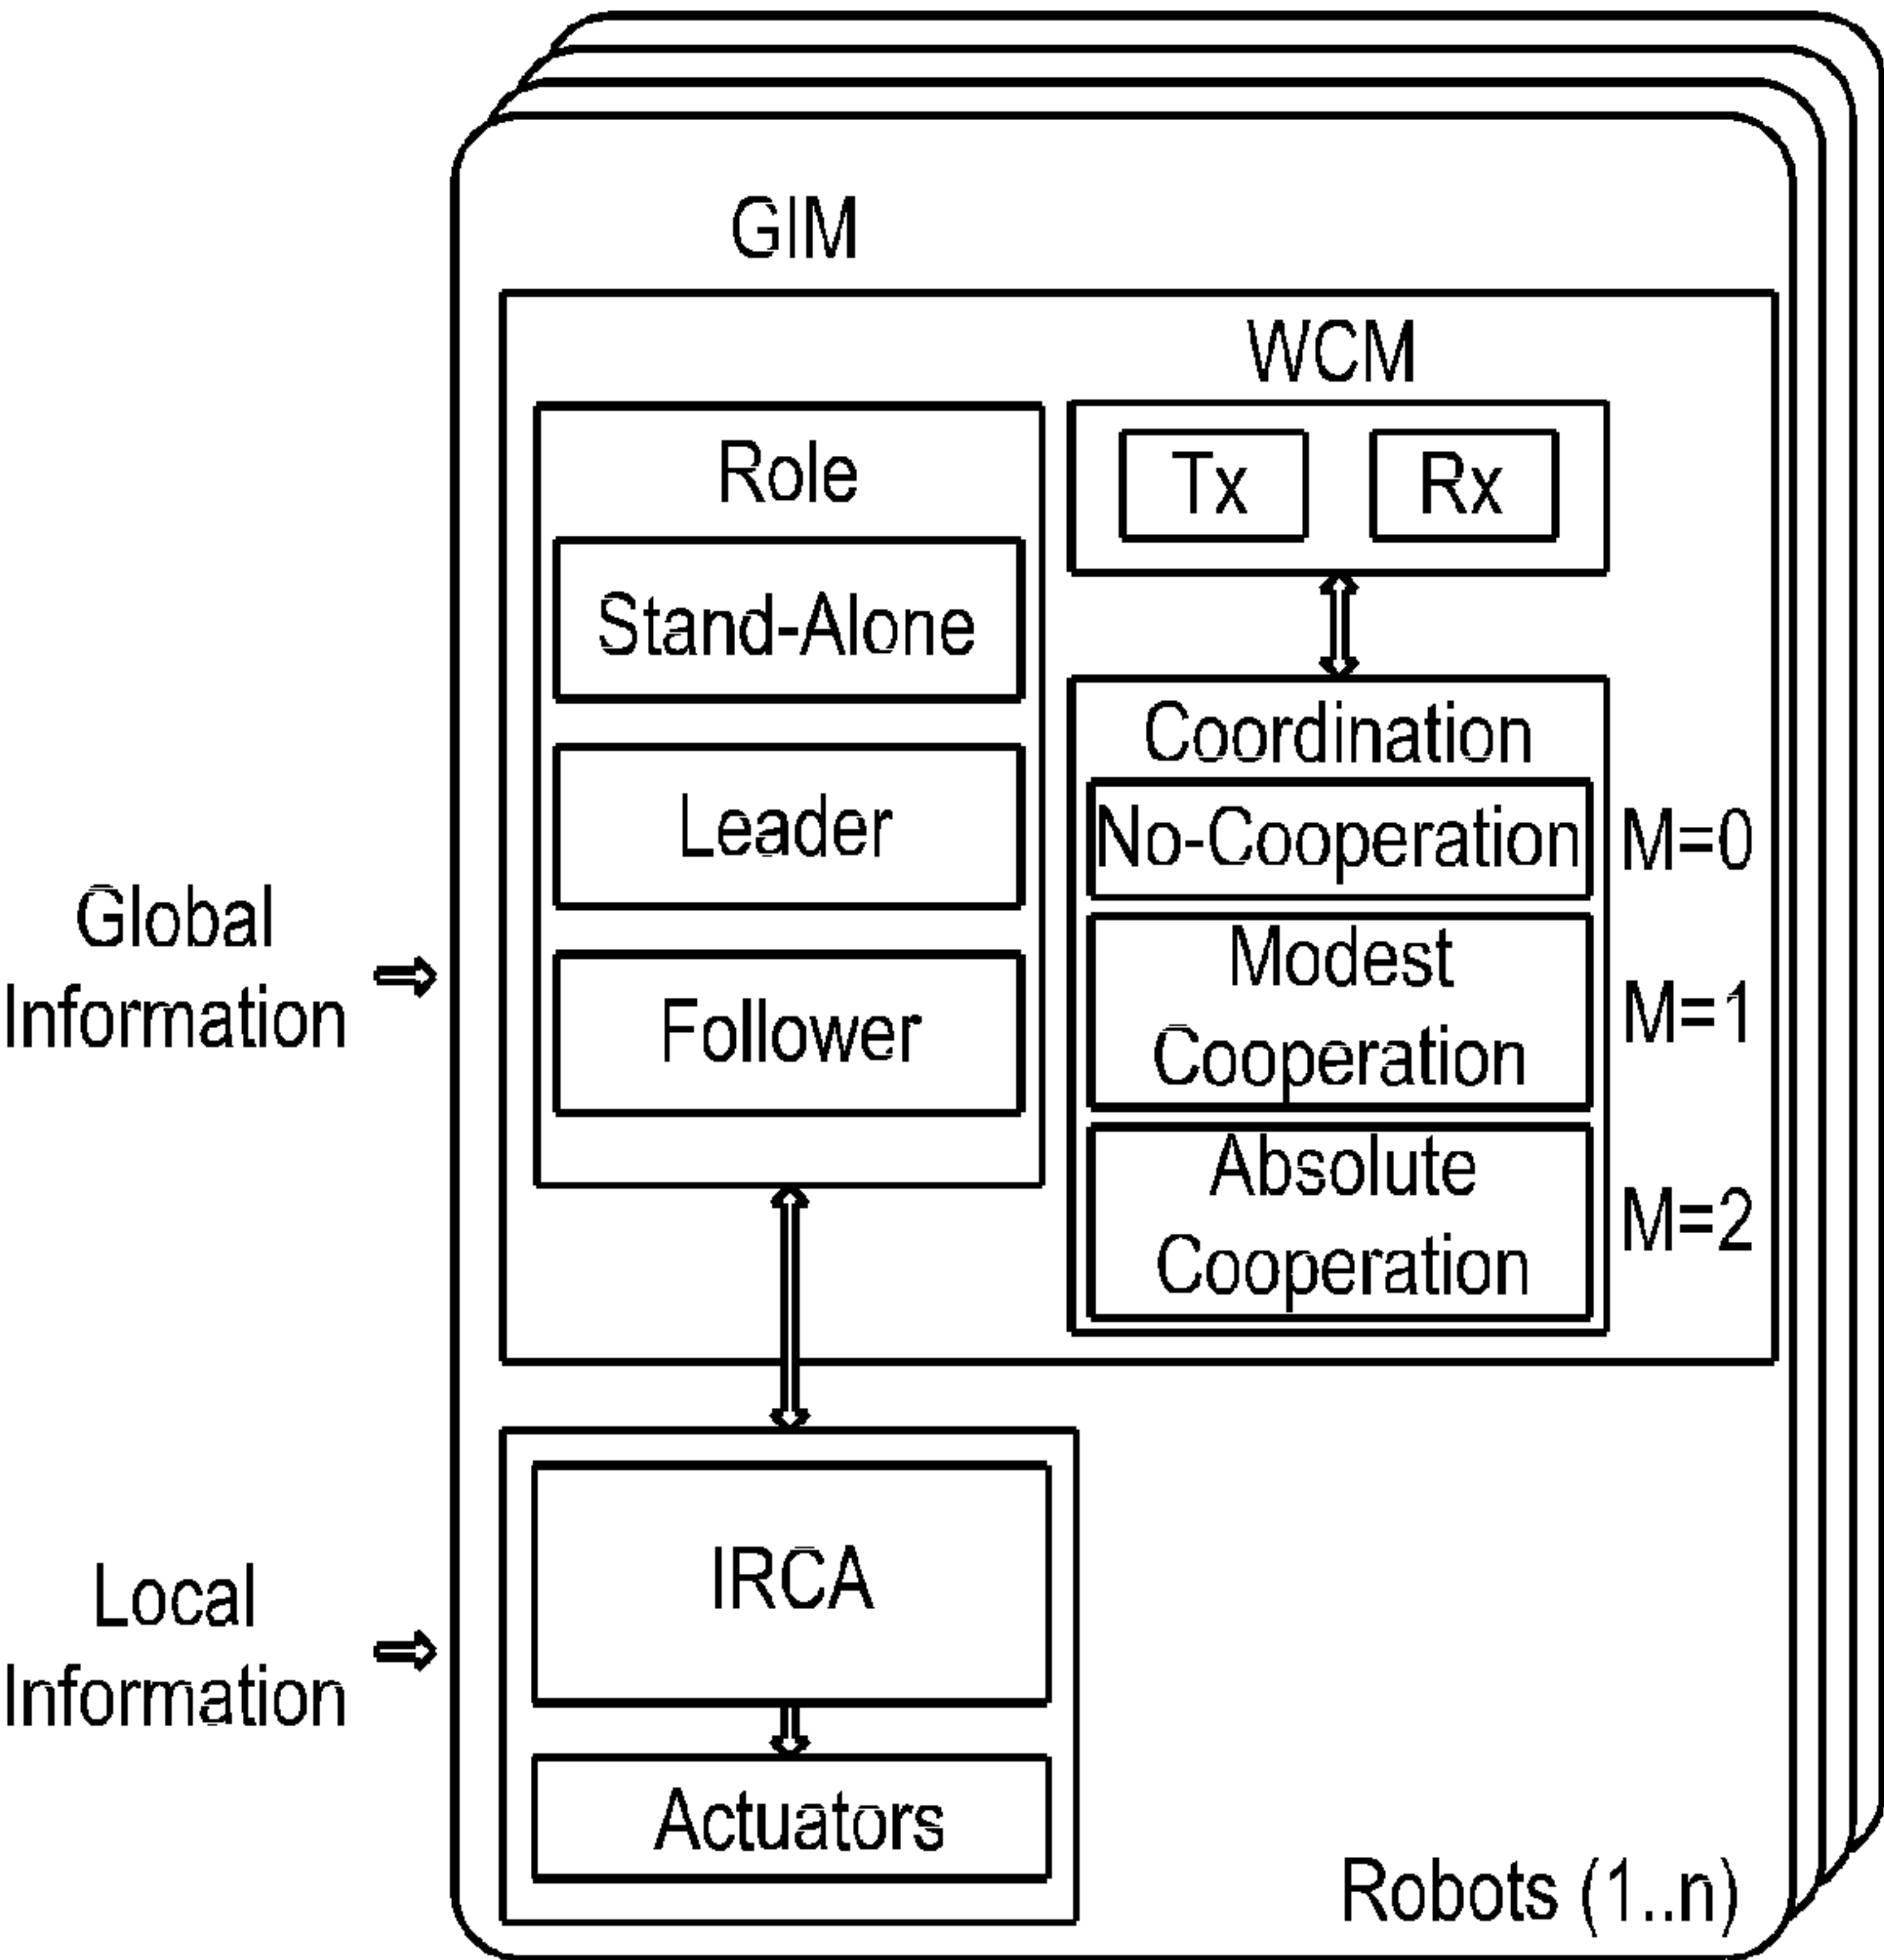 GIM
WCM
Role
Tx
Rx
Stand-Alone
Leader
Follower
Coordination
No-Cooperation
M=0
Modest
Cooperation
M=1
Absolute
Cooperation
M=2
Global
Information
Local
Information
IRCA
Actuators
Robots (1..n)